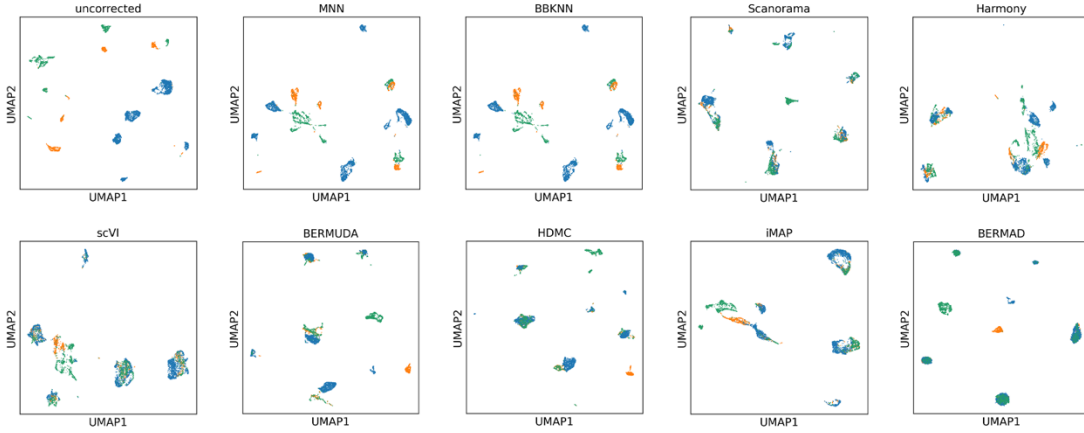 uncorrected
MNN
BBKNN
Scanorama
Harmony
UMAP2
UMAP2
UMAP2
UMAP2
UMAP2
UMAP1
UMAP1
UMAP1
UMAP1
UMAP1
scVI
BERMUDA
HDMC
iMAP
BERMAD
UMAP2
UMAP2
UMAP2
UMAP2
UMAP2
UMAP1
UMAP1
UMAP1
UMAP1
UMAP1